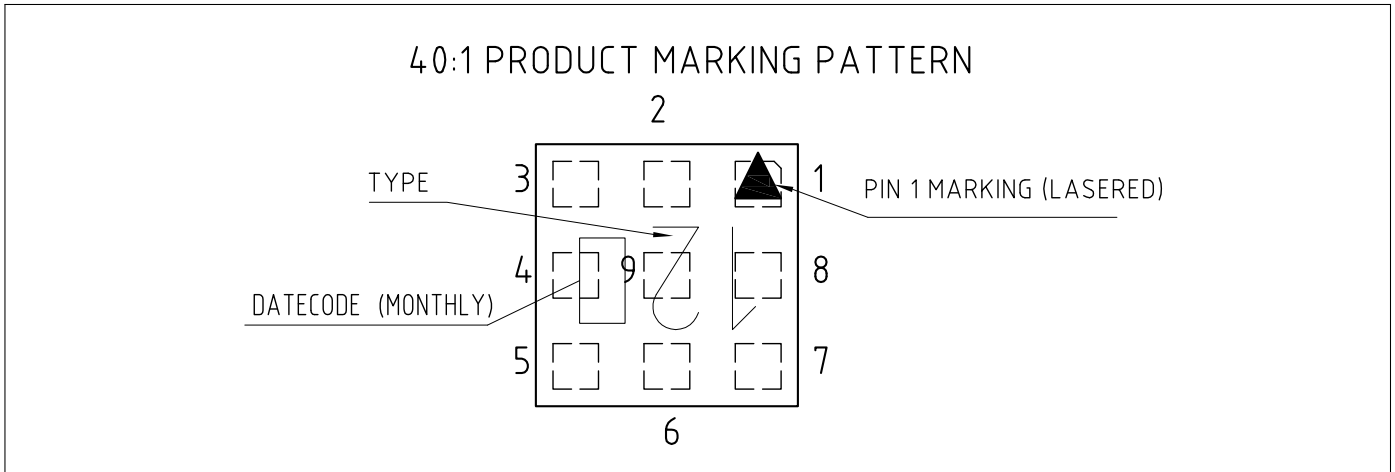 40:1 PRODUCT MARKING PATTERN
2
TYPE
3
1
PIN 1 MARKING (LASERED)
12
4
9
8
DATECODE (MONTHLY)
5
7
6